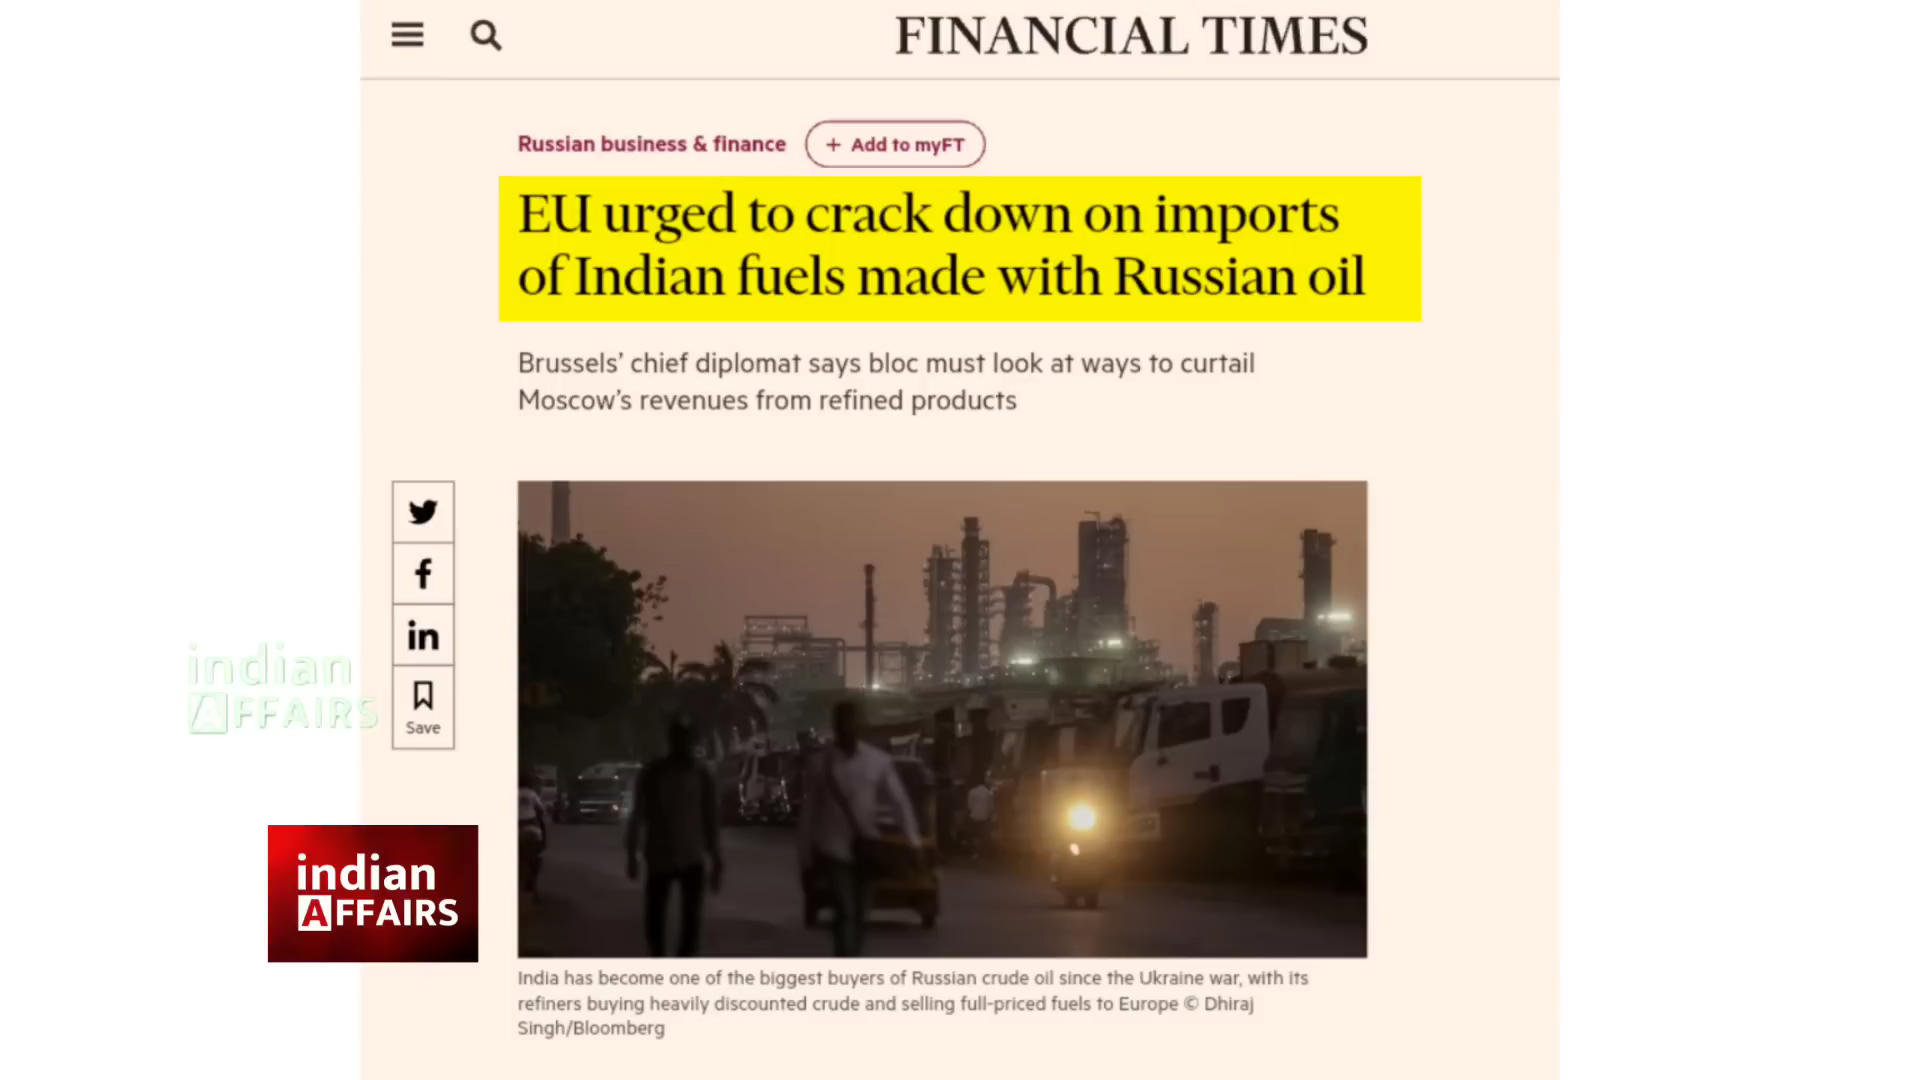 FINANCIAL TIMES
Russian business & finance
+ Add to myFT
EU urged to crack down on imports
of Indian fuels made with Russian oil
Brussels’ chief diplomat says bloc must look at ways to curtail
Moscow’s revenues from refined products
f
in
Save
indian
AFFAIRS
indian
AFFAIRS
India has become one of the biggest buyers of Russian crude oil since the Ukraine war, with its
refiners buying heavily discounted crude and selling full-priced fuels to Europe © Dhiraj
Singh/Bloomberg